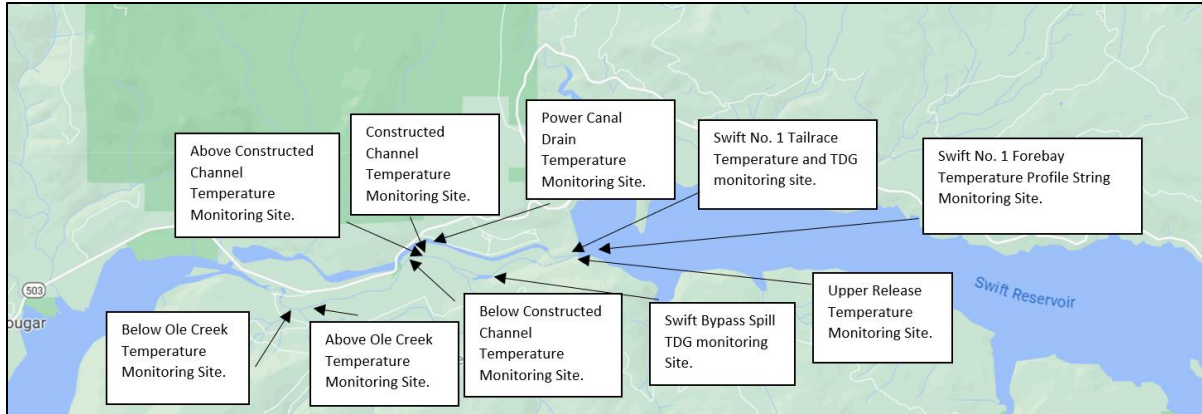 Above Constructed
Channel
Temperature
Monitoring Site.
Constructed
Channel
Temperature
Monitoring Site.
Power Canal
Drain
Temperature
Monitoring Site.
Swift No. 1 Tailrace
Temperature and TDG
monitoring site.
Swift No. 1 Forebay
Temperature Profile String
Monitoring Site.
503
ougar
Swift Reservoir
Below Ole Creek
Temperature
Monitoring Site.
Above Ole Creek
Temperature
Monitoring Site.
Below Constructed
Channel
Temperature
Monitoring Site.
Swift Bypass Spill
TDG monitoring
Site.
Upper Release
Temperature
Monitoring Site.